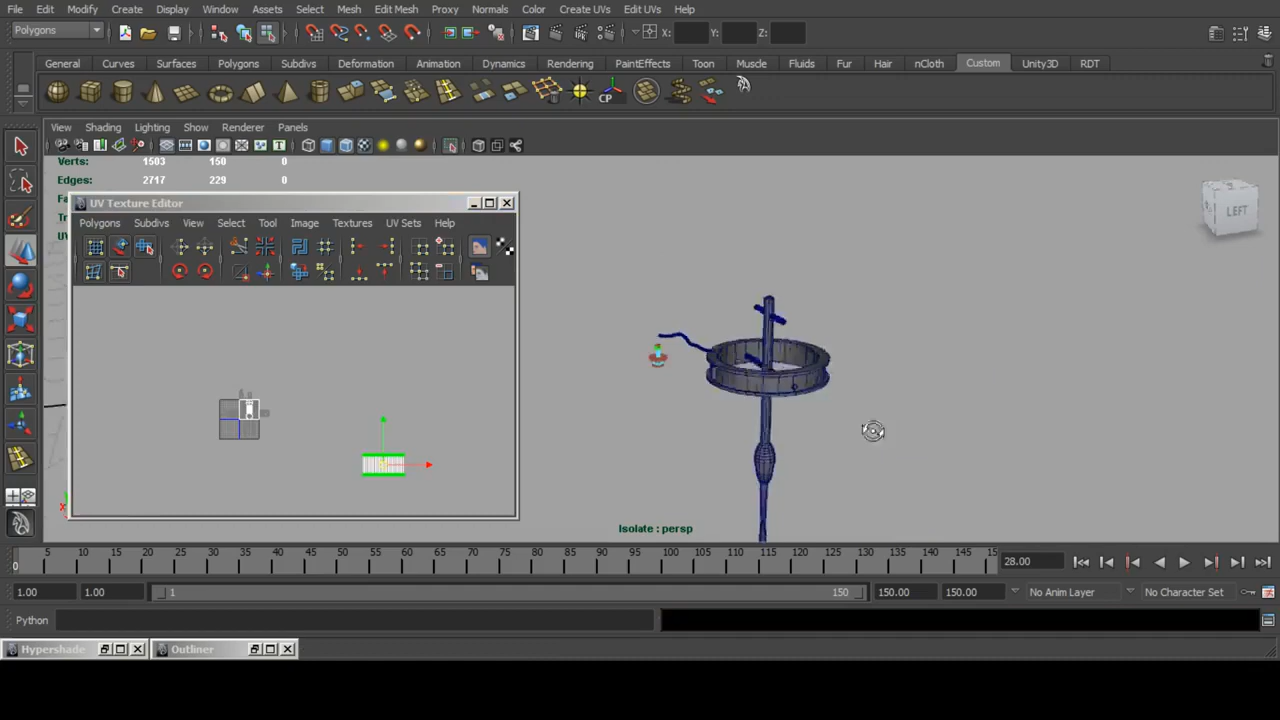 File Edit Modify Create Display Window Assets Select Mesh Edit Mesh Proxy Normals Color Create UVs Edit UVs Help
Polygons X: Y: Z:
General Curves Surfaces Polygons Subdivs Deformation Animation Dynamics Rendering PaintEffects Toon Muscle Fluids Fur Hair nCloth Custom Unity3D RDT
CP
View Shading Lighting Show Renderer Panels
Verts: 1503 150 0
Edges: 2717 229 0
UV Texture Editor
LEFT
Polygons Subdivs View Select Tool Image Textures UV Sets Help
Isolate : persp
5 10 15 20 25 30 35 40 45 50 55 60 65 70 75 80 85 90 95 100 105 110 115 120 125 130 135 140 145 15
0 28.00
1.00 1.00 1 150 150.00 150.00 No Anim Layer No Character Set
Python
Hypershade Outliner